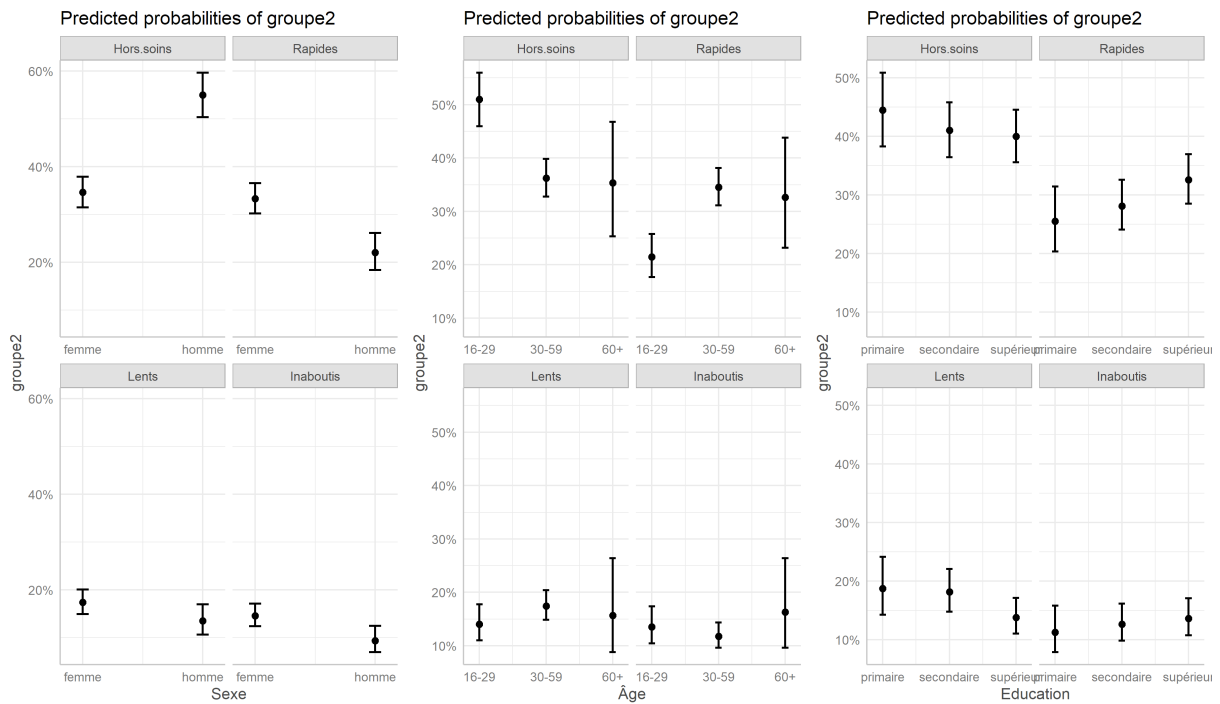 Predicted probabilities of groupe2
Hors.soins Rapides
60%
40%
20%
femme homme femme homme
Lents Inaboutis
60%
40%
20%
femme homme femme homme
Sexe
groupe2
Predicted probabilities of groupe2
Hors.soins Rapides
50%
40%
30%
20%
10%
16-29 30-59 60+ 16-29 30-59 60+
Lents Inaboutis
50%
40%
30%
20%
10%
16-29 30-59 60+ 16-29 30-59 60+
Âge
groupe2
Predicted probabilities of groupe2
Hors.soins Rapides
50%
40%
30%
20%
10%
primaire secondaire supérieur primaire secondaire supérieur
Lents Inaboutis
50%
40%
30%
20%
10%
primaire secondaire supérieur primaire secondaire supérieur
Education
groupe2